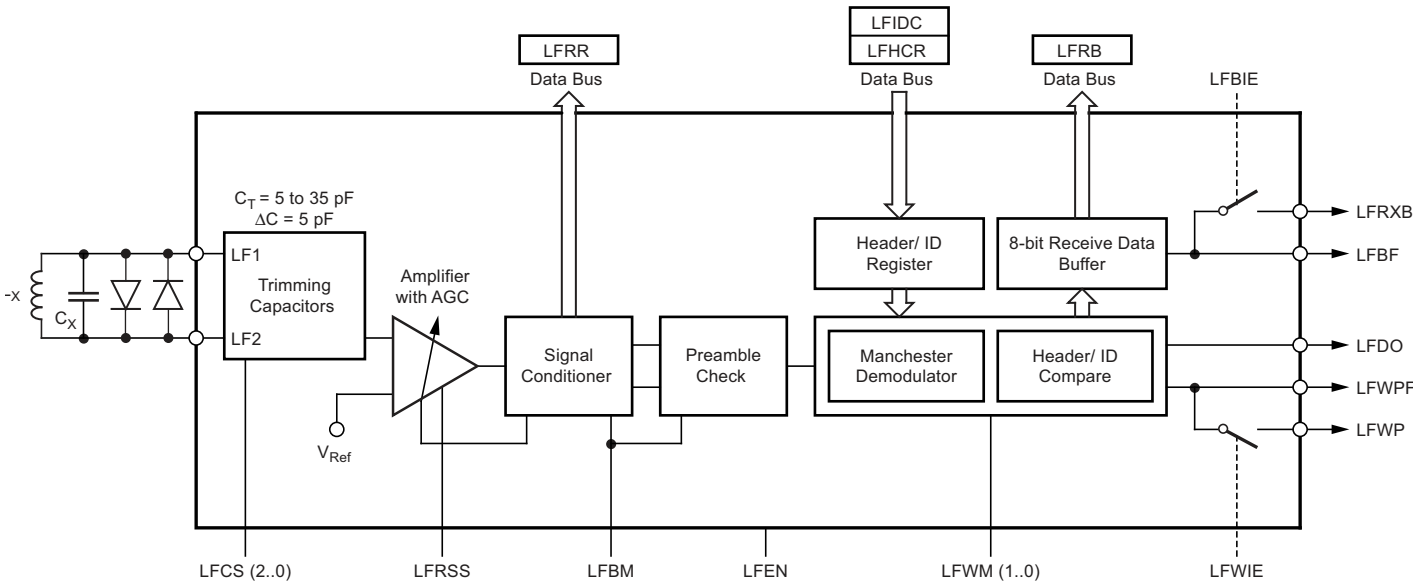 LFRR
Data Bus
LFIDC
LFHCR
Data Bus
LFRB
Data Bus
LFBIE
C_T = 5 to 35 pF
ΔC = 5 pF
LF1
Trimming
Capacitors
LF2
-X
C_X
Amplifier
with AGC
V_Ref
Signal
Conditioner
Preamble
Check
Header/ ID
Register
8-bit Receive Data
Buffer
Manchester
Demodulator
Header/ ID
Compare
LFRXB
LFBF
LFDO
LFWPF
LFWP
LFCS (2..0)
LFRSS
LFBM
LFEN
LFWM (1..0)
LFWIE